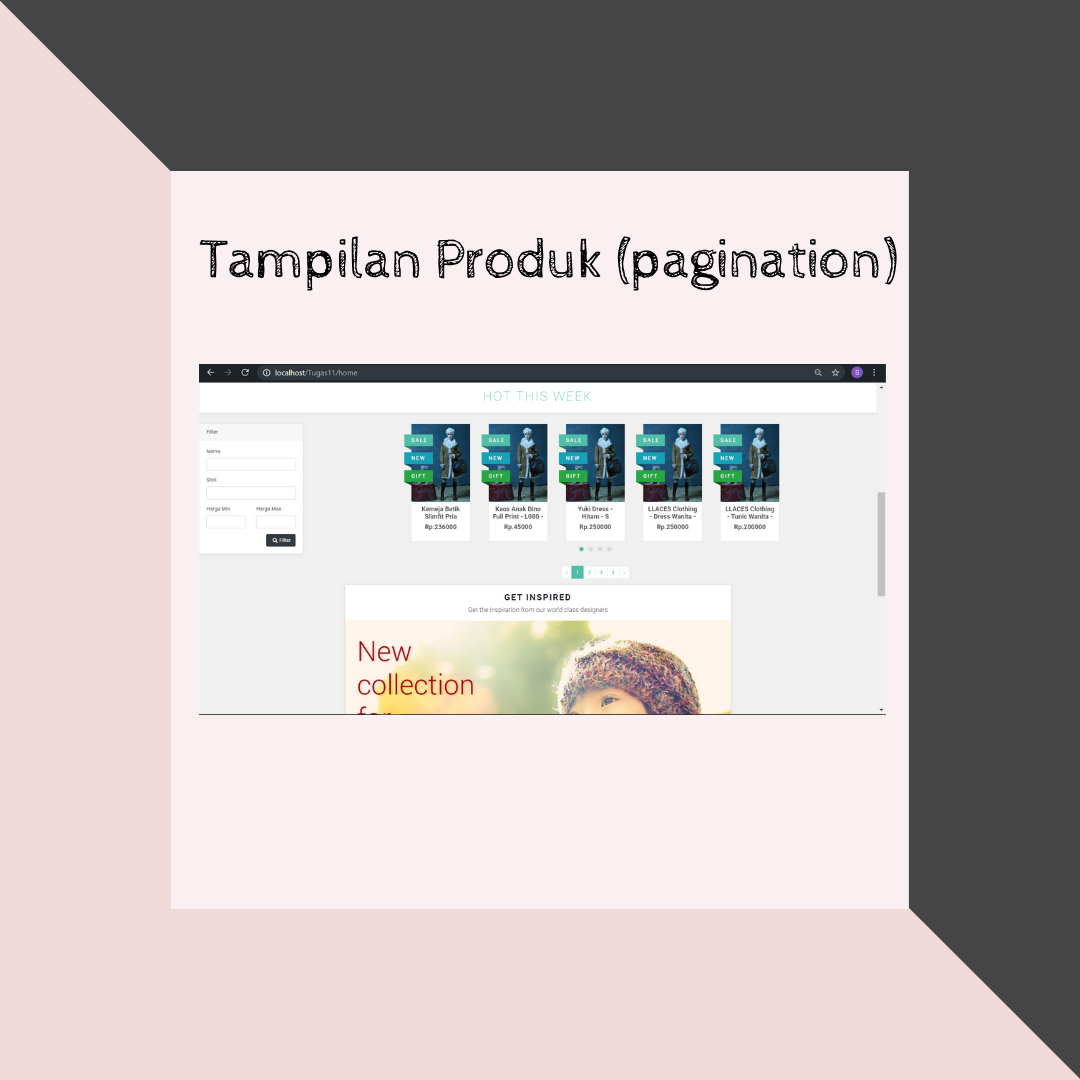 Tampilan Produk (pagination)
localhost/Tugas11/home
S
HOT THIS WEEK
Filter
Nama
Stok
Harga Min Harga Max
Filter
SALE SALE SALE SALE SALE
NEW NEW NEW NEW NEW
GIFT GIFT GIFT GIFT GIFT
Kemeja Batik
Slimfit Pria
Rp.236000
Kaos Anak Dino
Full Print - L080 -
Rp.45000
Yuki Dress -
Hitam - S
Rp.250000
LLACES Clothing
- Dress Wanita -
Rp.250000
LLACES Clothing
- Tunic Wanita -
Rp.200000
‹ 1 2 3 4 ›
GET INSPIRED
Get the inspiration from our world class designers
New
collection
for